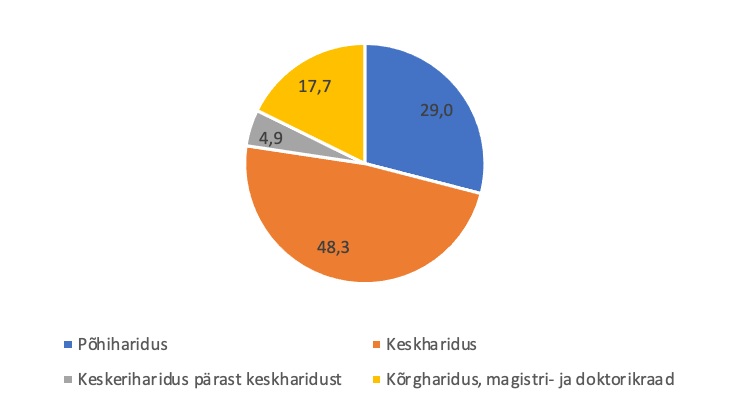 17,7
29,0
4,9
48,3
Põhiharidus
Keskharidus
Keskeriharidus pärast keskharidust
Kõrgharidus, magistri- ja doktorikraad